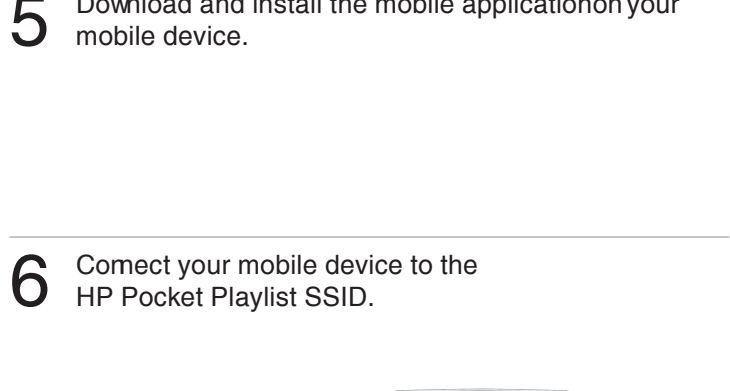 5 Download and install the mobile applicationon your
mobile device.
6 Comect your mobile device to the
HP Pocket Playlist SSID.